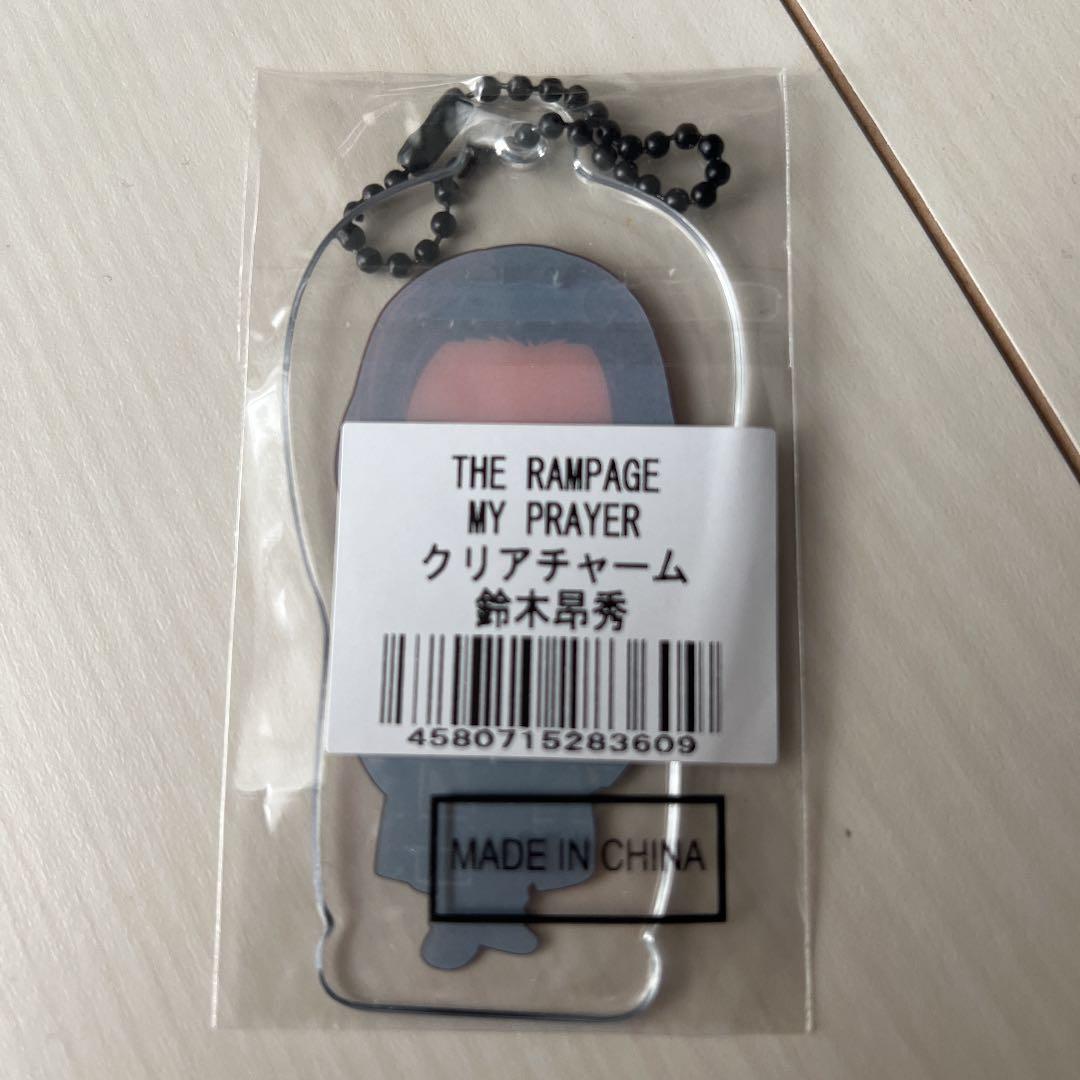 THE RAMPAGE
MY PRAYER
クリアチャーム
鈴木昂秀
4580715283609
MADE IN CHINA